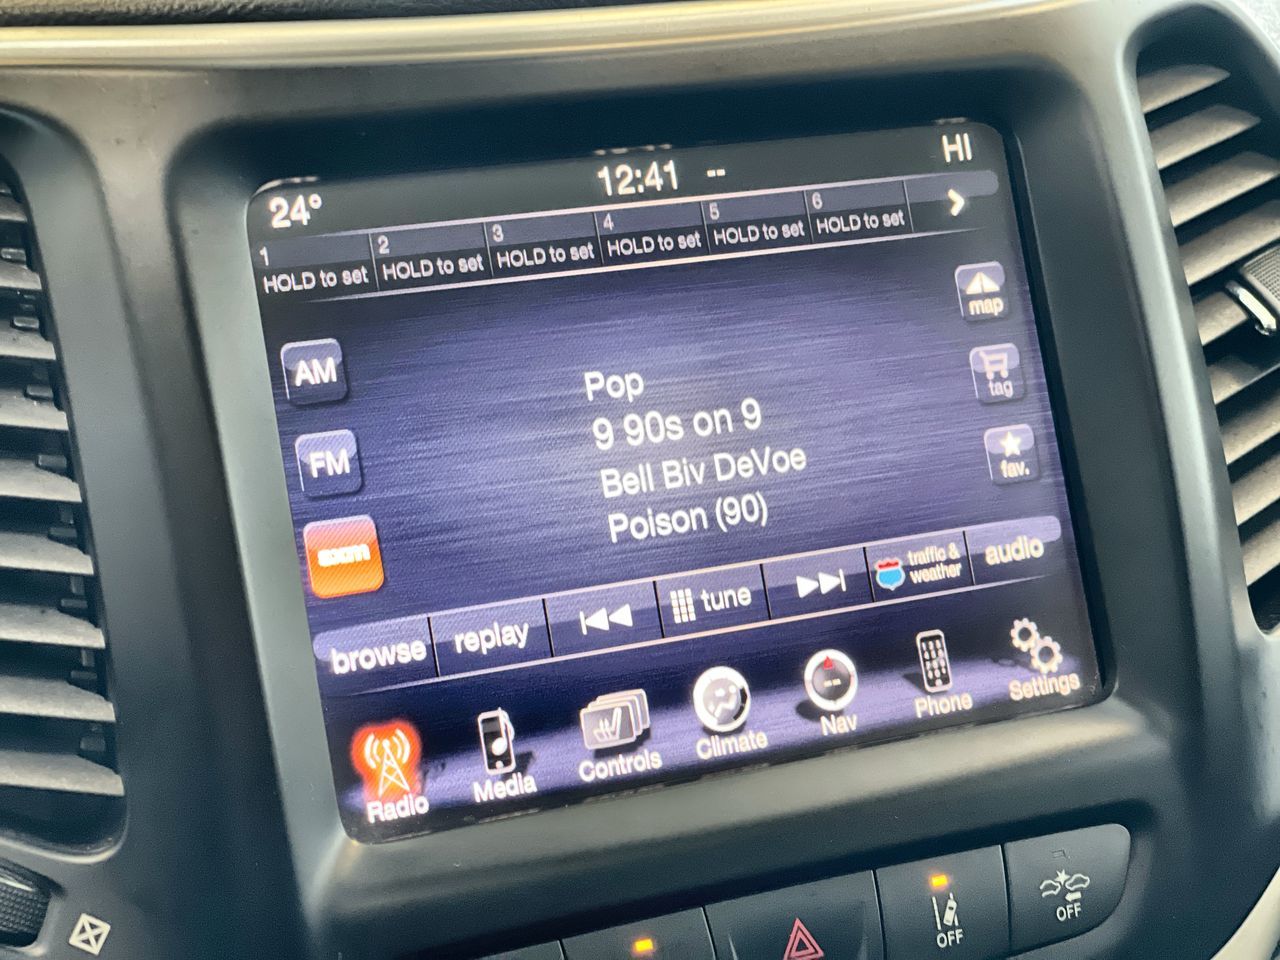 24° 12:41 -- HI
1 2 3 4 5 6
HOLD to set HOLD to set HOLD to set HOLD to set HOLD to set HOLD to set
map
AM
Pop
tag
9 90s on 9
FM
fav.
Bell Biv DeVoe
Poison (90)
sxm
browse replay tune traffic & weather audio
Radio Media Controls Climate Nav Phone Settings
OFF OFF